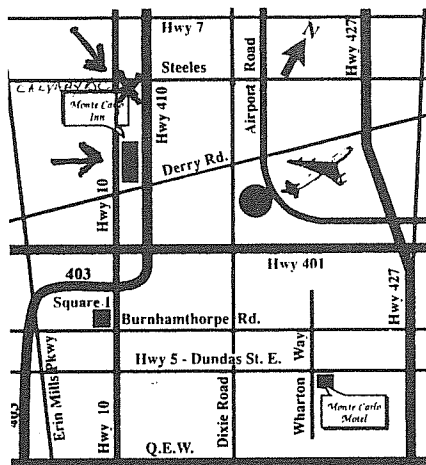 Hwy 7
Steeles
CALVARY B.C.
Monte Carlo
Inn
Hwy 410
Airport Road
N
Hwy 427
Derry Rd.
Hwy 10
Hwy 401
403
Square 1
Burnhamthorpe Rd.
Hwy 427
Hwy 5 - Dundas St. E.
403
Erin Mills Pkwy
Hwy 10
Dixie Road
Wharton Way
Monte Carlo
Motel
Q.E.W.